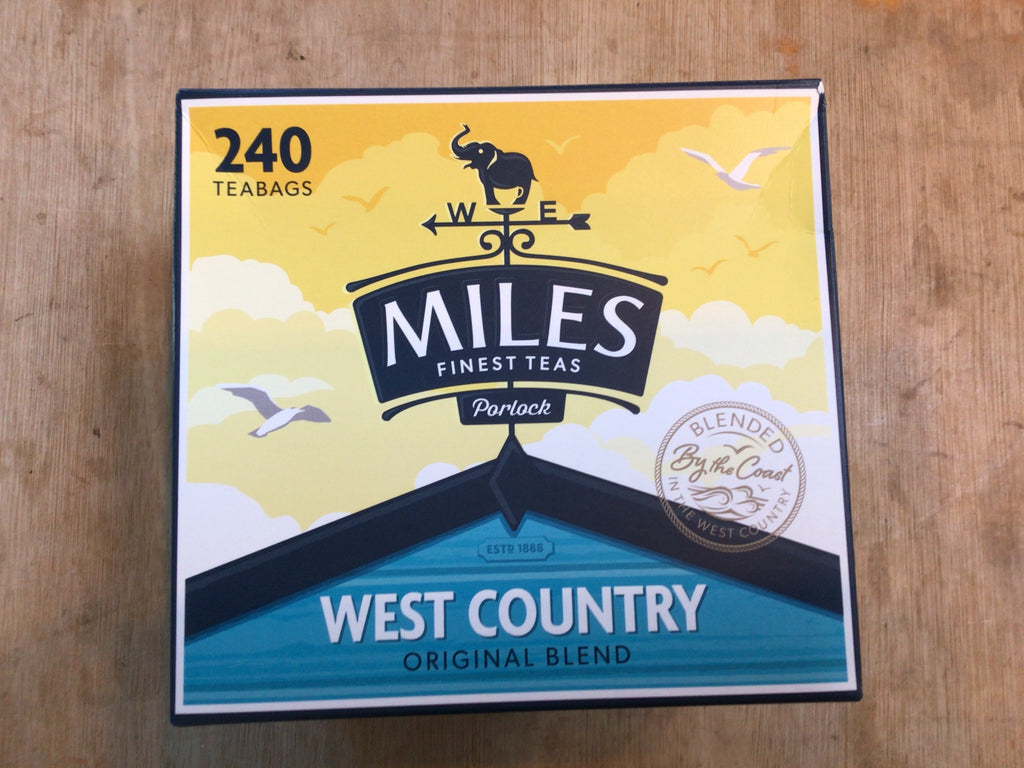 240
TEABAGS
W E
MILES
FINEST TEAS
Porlock
BLENDED
By the Coast
IN THE WEST COUNTRY
ESTD 1888
WEST COUNTRY
ORIGINAL BLEND